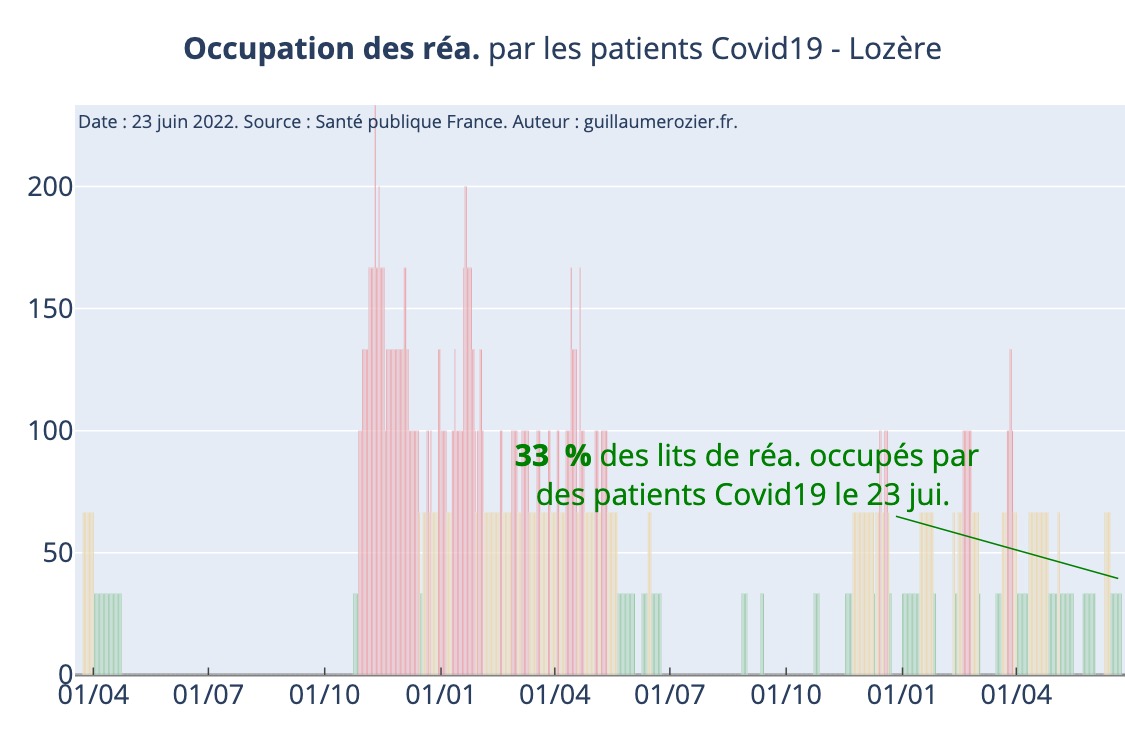 Occupation des réa. par les patients Covid19 - Lozère
Date : 23 juin 2022. Source : Santé publique France. Auteur : guillaumerozier.fr.
200
150
100
50
0
33 % des lits de réa. occupés par
des patients Covid19 le 23 jui.
01/04 01/07 01/10 01/01 01/04 01/07 01/10 01/01 01/04